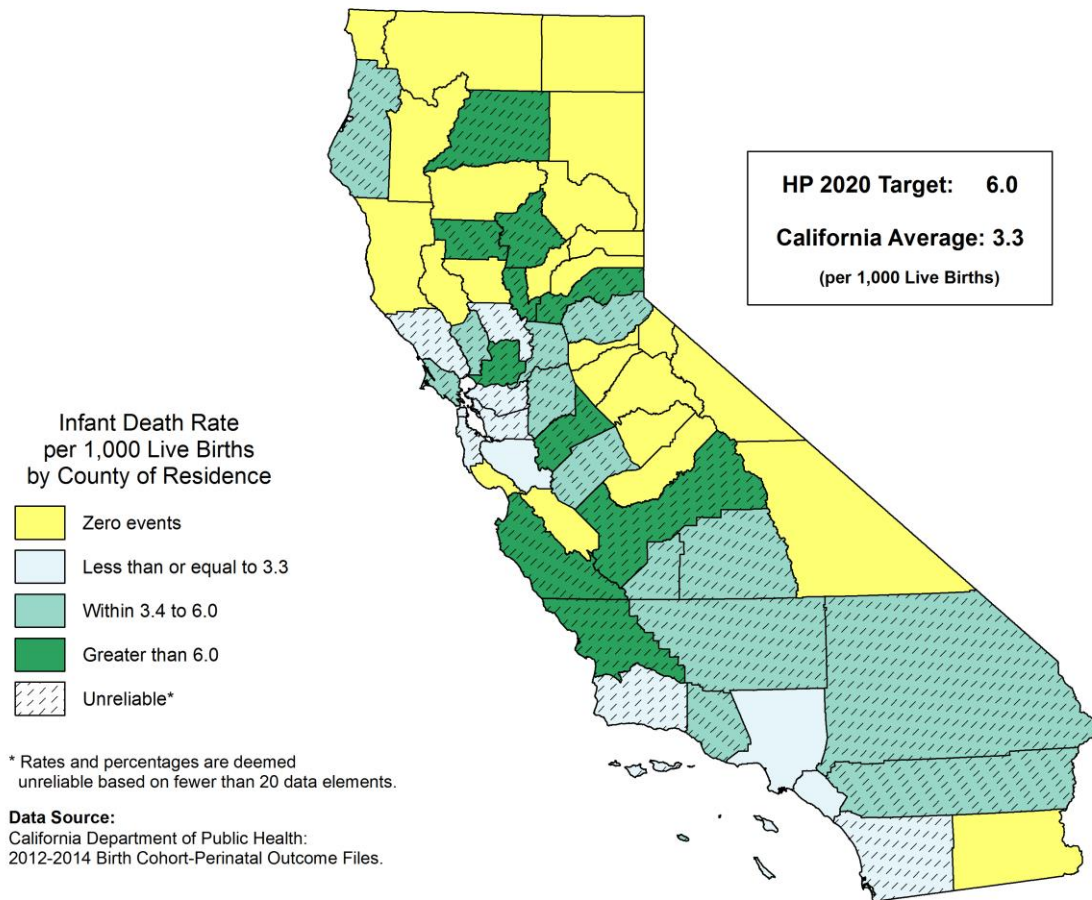 HP 2020 Target: 6.0
California Average: 3.3
(per 1,000 Live Births)
Infant Death Rate
per 1,000 Live Births
by County of Residence
Zero events
Less than or equal to 3.3
Within 3.4 to 6.0
Greater than 6.0
Unreliable*
* Rates and percentages are deemed
unreliable based on fewer than 20 data elements.
Data Source:
California Department of Public Health:
2012-2014 Birth Cohort-Perinatal Outcome Files.